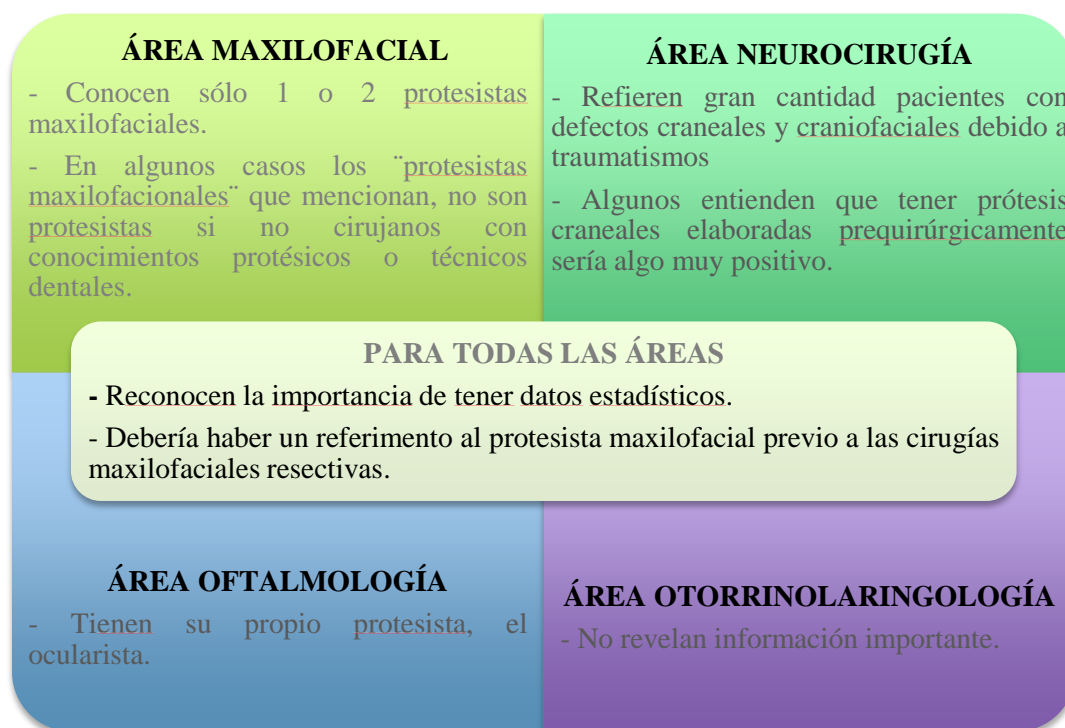 ÁREA MAXILOFACIAL
- Conocen sólo 1 o 2 protesistas
maxilofaciales.
- En algunos casos los ¨protesistas
maxilofacionales¨ que mencionan, no son
protesistas si no cirujanos con
conocimientos protésicos o técnicos
dentales.
ÁREA NEUROCIRUGÍA
- Refieren gran cantidad pacientes con
defectos craneales y craniofaciales debido a
traumatismos
- Algunos entienden que tener prótesis
craneales elaboradas prequirúrgicamente
sería algo muy positivo.
PARA TODAS LAS ÁREAS
- Reconocen la importancia de tener datos estadísticos.
- Debería haber un referimento al protesista maxilofacial previo a las cirugías
maxilofaciales resectivas.
ÁREA OFTALMOLOGÍA
- Tienen su propio protesista, el
ocularista.
ÁREA OTORRINOLARINGOLOGÍA
- No revelan información importante.